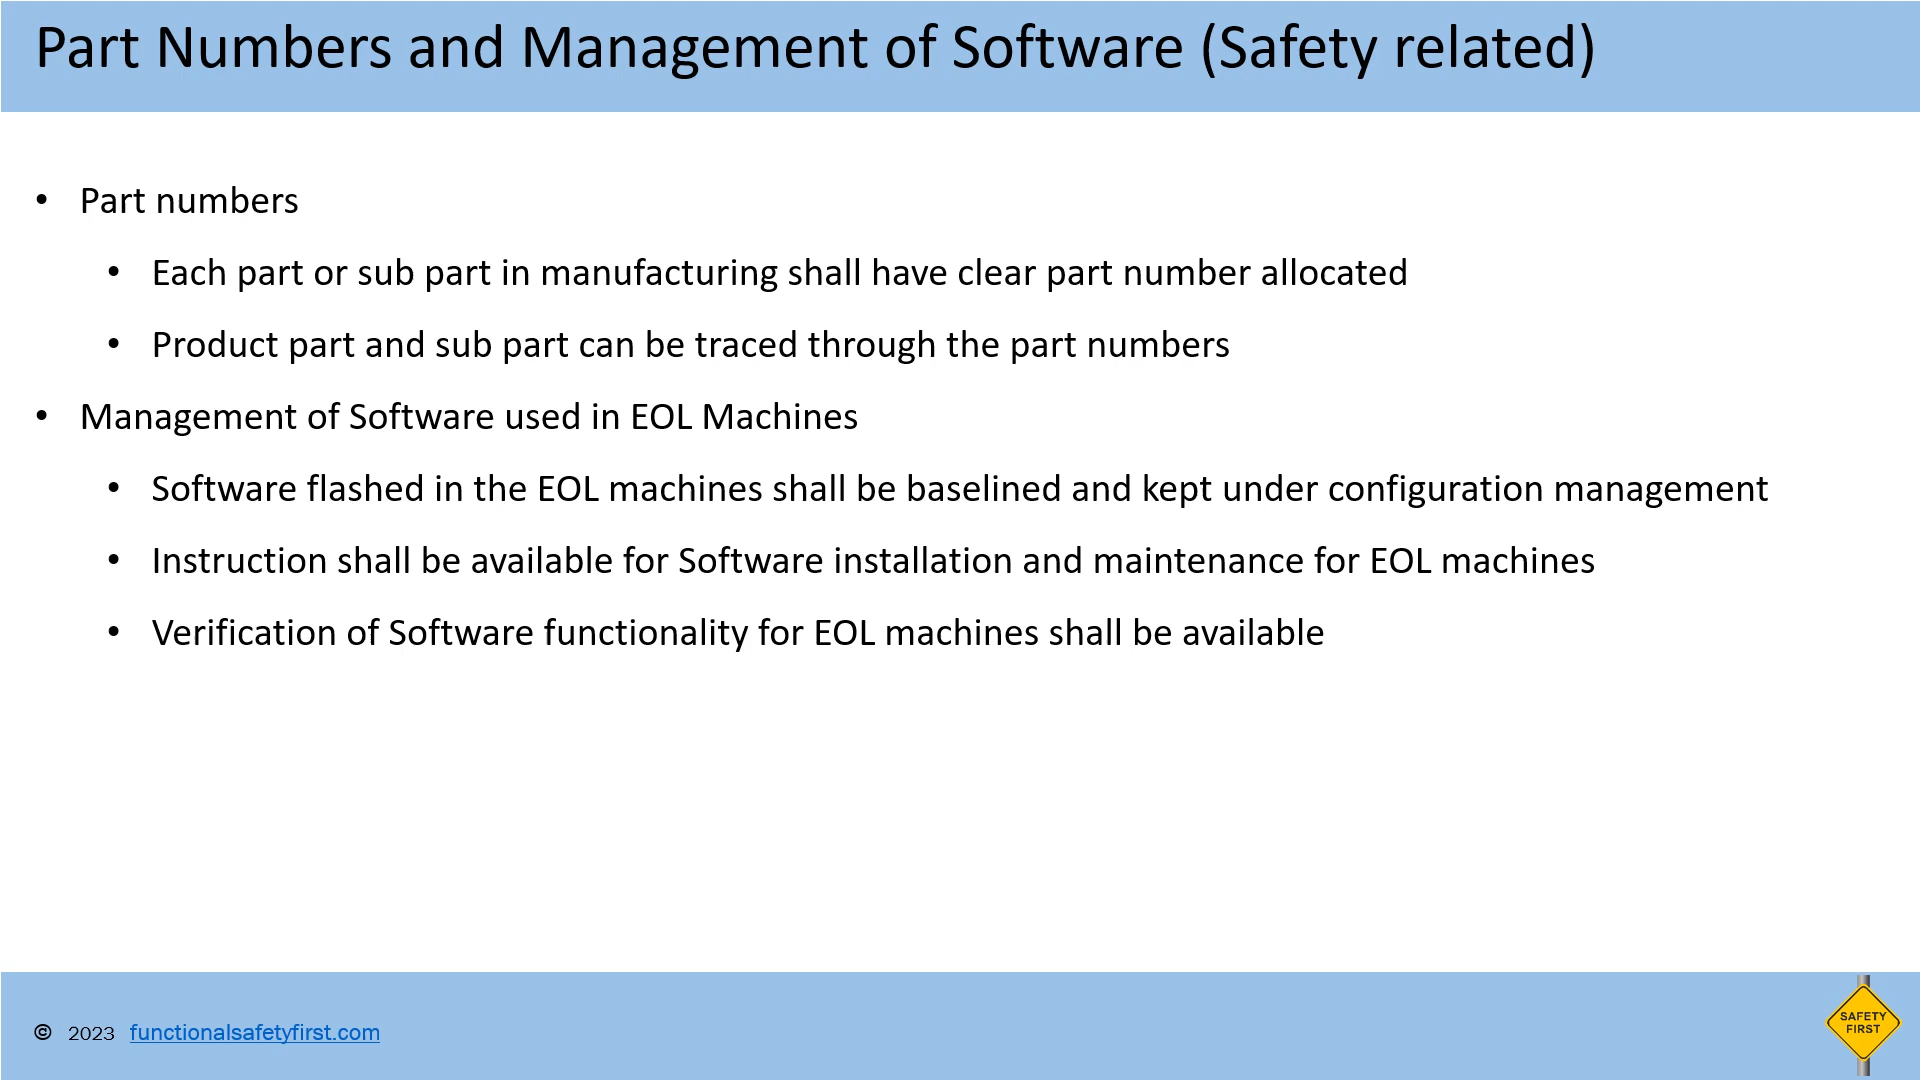 Part Numbers and Management of Software (Safety related)
• Part numbers
• Each part or sub part in manufacturing shall have clear part number allocated
• Product part and sub part can be traced through the part numbers
• Management of Software used in EOL Machines
• Software flashed in the EOL machines shall be baselined and kept under configuration management
• Instruction shall be available for Software installation and maintenance for EOL machines
• Verification of Software functionality for EOL machines shall be available
© 2023 functionalsafetyfirst.com
SAFETY
FIRST